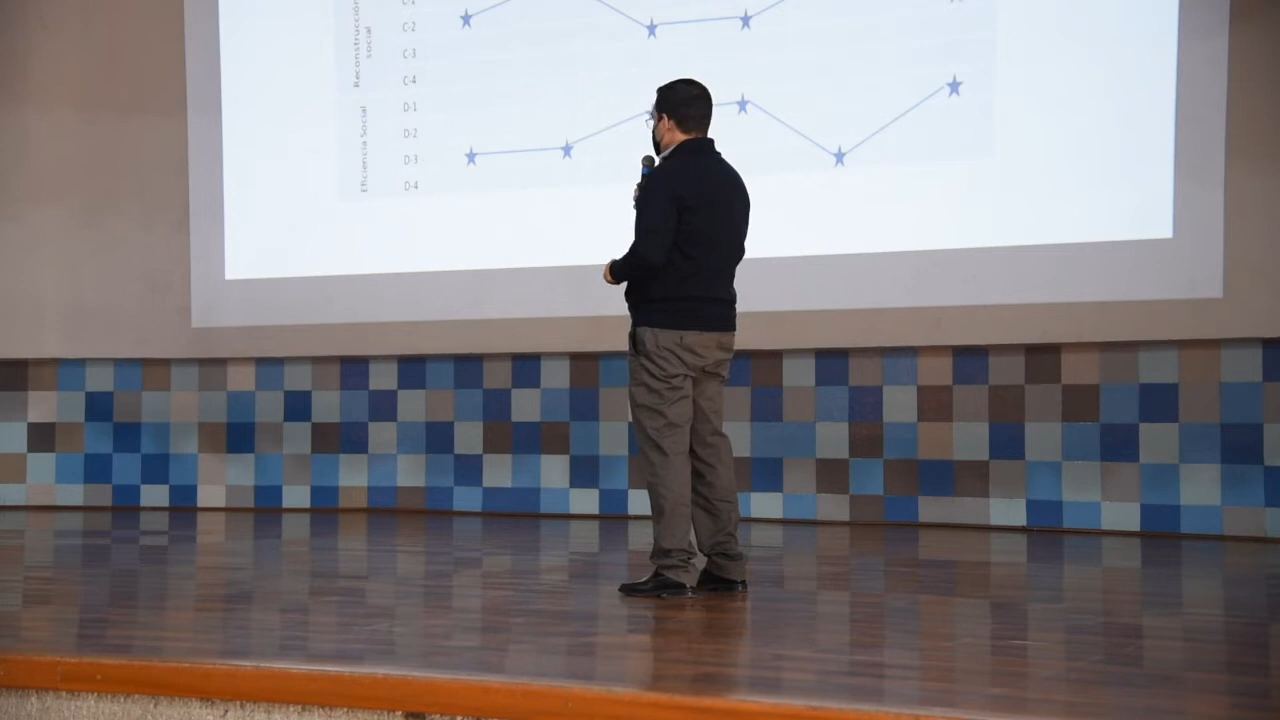 Reconstrucción
social
C-2
C-3
C-4
Eficiencia Social
D-1
D-2
D-3
D-4